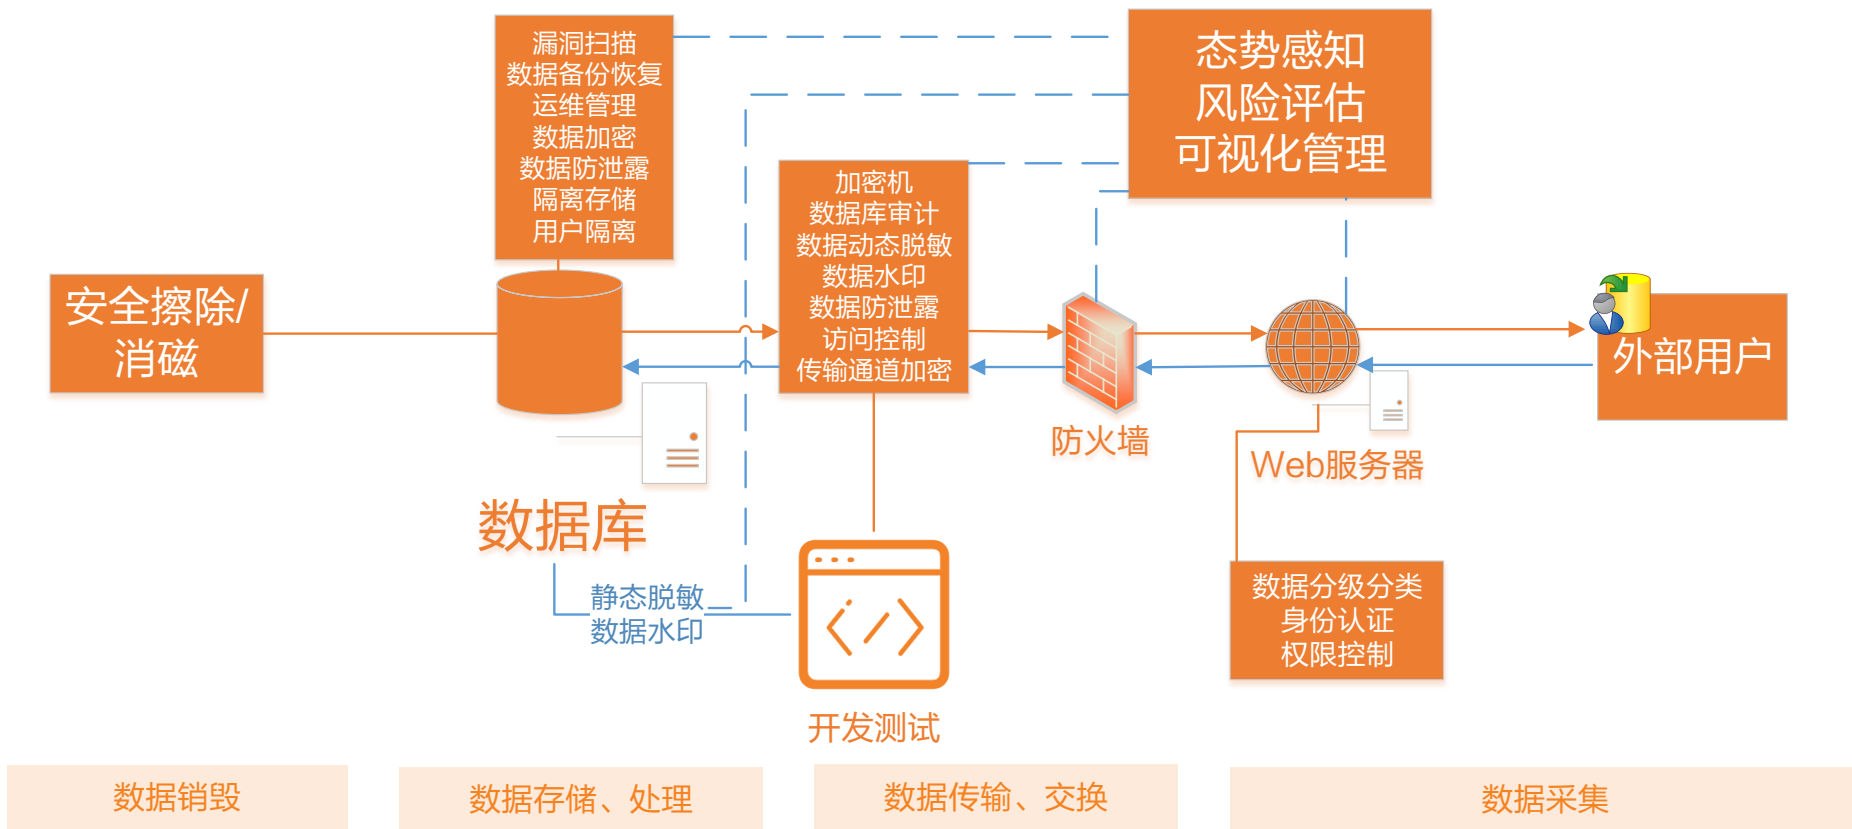 漏洞扫描
数据备份恢复
运维管理
数据加密
数据防泄露
隔离存储
用户隔离
态势感知
风险评估
可视化管理
加密机
数据库审计
数据动态脱敏
数据水印
数据防泄露
访问控制
传输通道加密
安全擦除/
消磁
外部用户
防火墙
Web服务器
数据库
静态脱敏
数据水印
数据分级分类
身份认证
权限控制
开发测试
数据销毁
数据存储、处理
数据传输、交换
数据采集